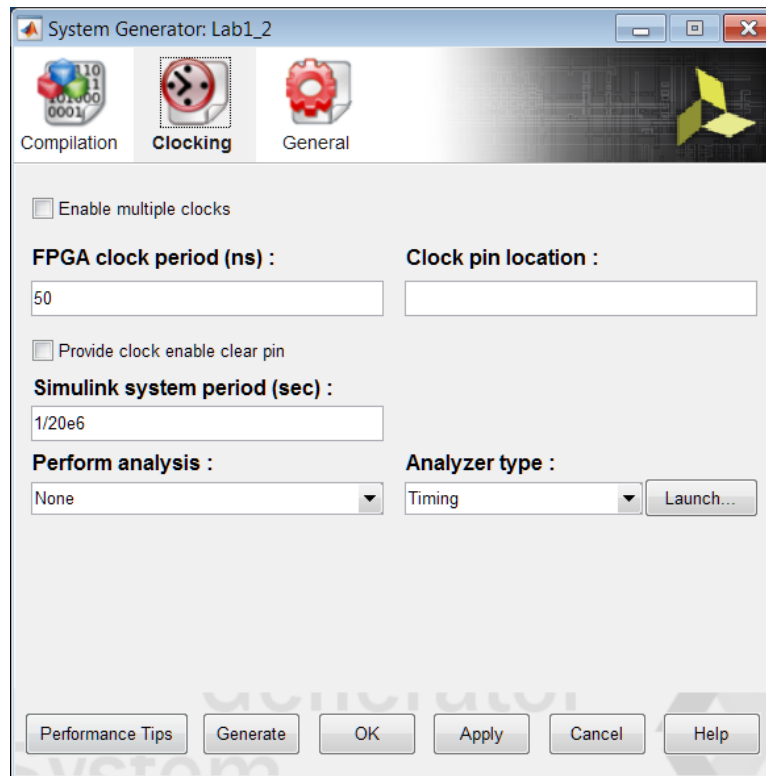 System Generator: Lab1_2
Compilation
Clocking
General
Enable multiple clocks
FPGA clock period (ns) :
Clock pin location :
50
Provide clock enable clear pin
Simulink system period (sec) :
1/20e6
Perform analysis :
Analyzer type :
None
Timing
Launch...
Performance Tips
Generate
OK
Apply
Cancel
Help
Generator
System